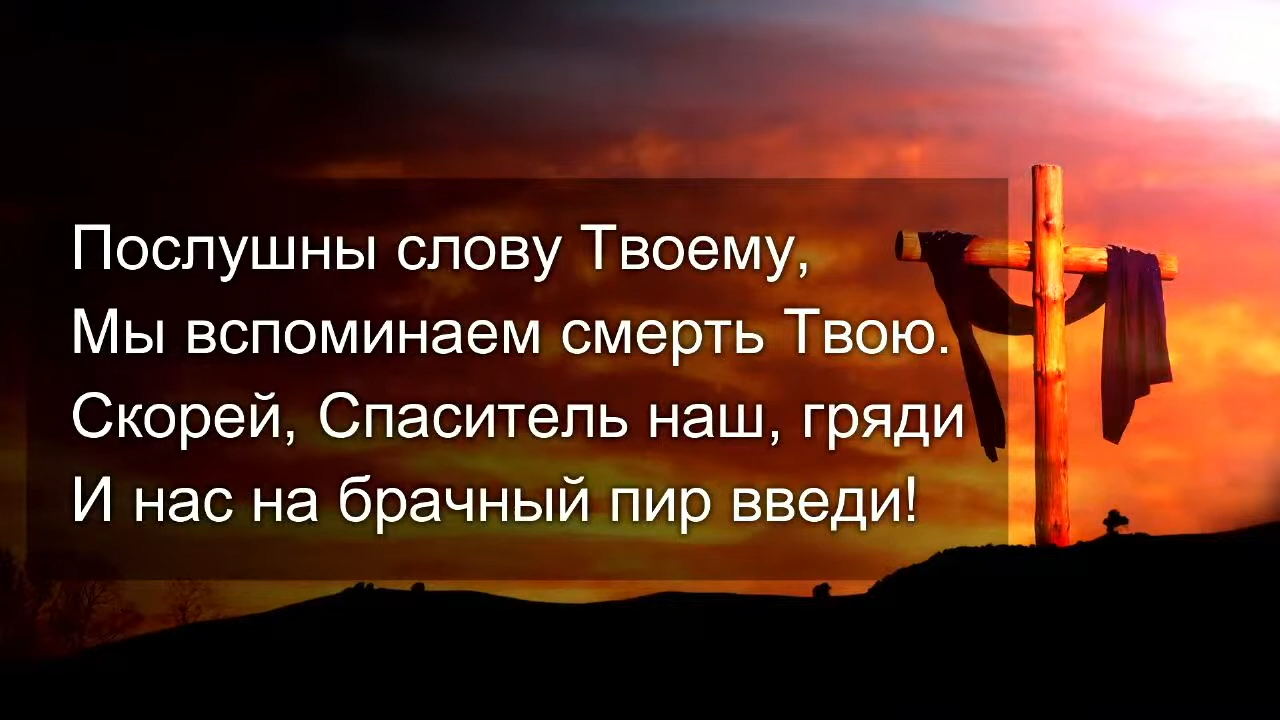 Послушны слову Твоему,
Мы вспоминаем смерть Твою.
Скорей, Спаситель наш, гряди
И нас на брачный пир введи!